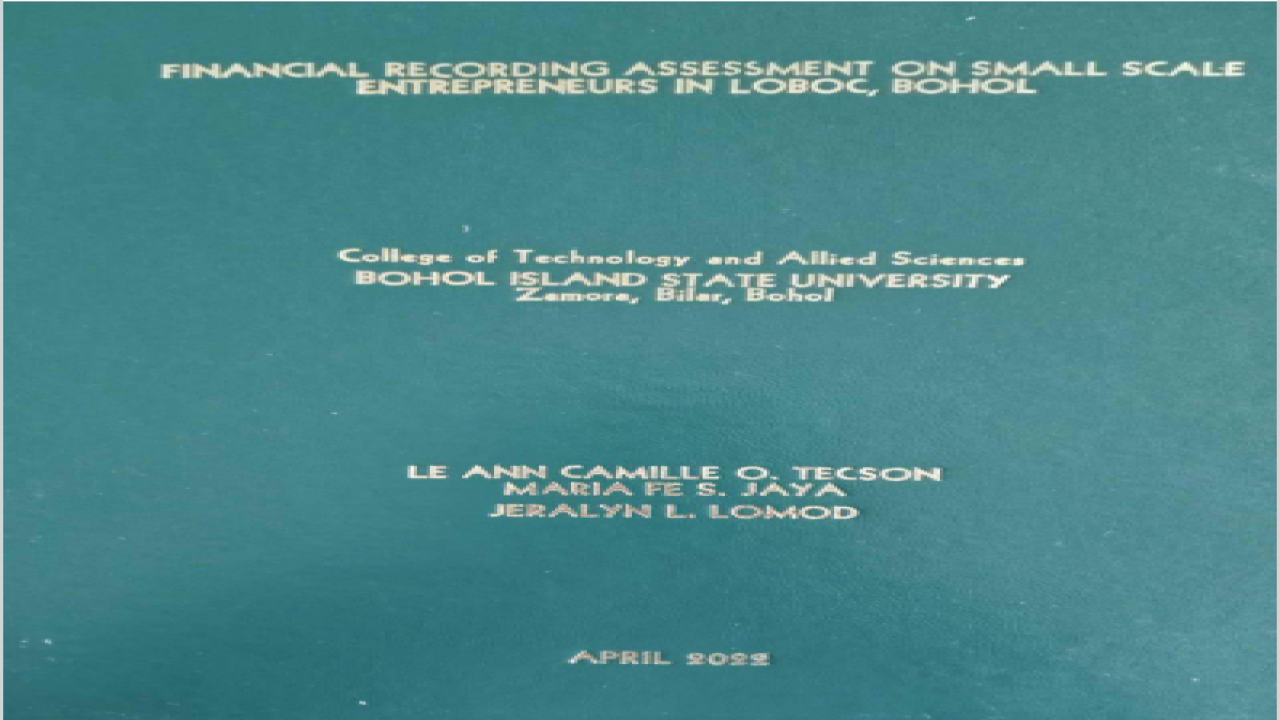 FINANCIAL RECORDING ASSESSMENT ON SMALL SCALE
ENTREPRENEURS IN LOBOC, BOHOL
College of Technology and Allied Sciences
BOHOL ISLAND STATE UNIVERSITY
Zamora, Bilar, Bohol
LE ANN CAMILLE O. TECSON
MARIA FE S. JAYA
JERALYN L. LOMOD
APRIL 2022